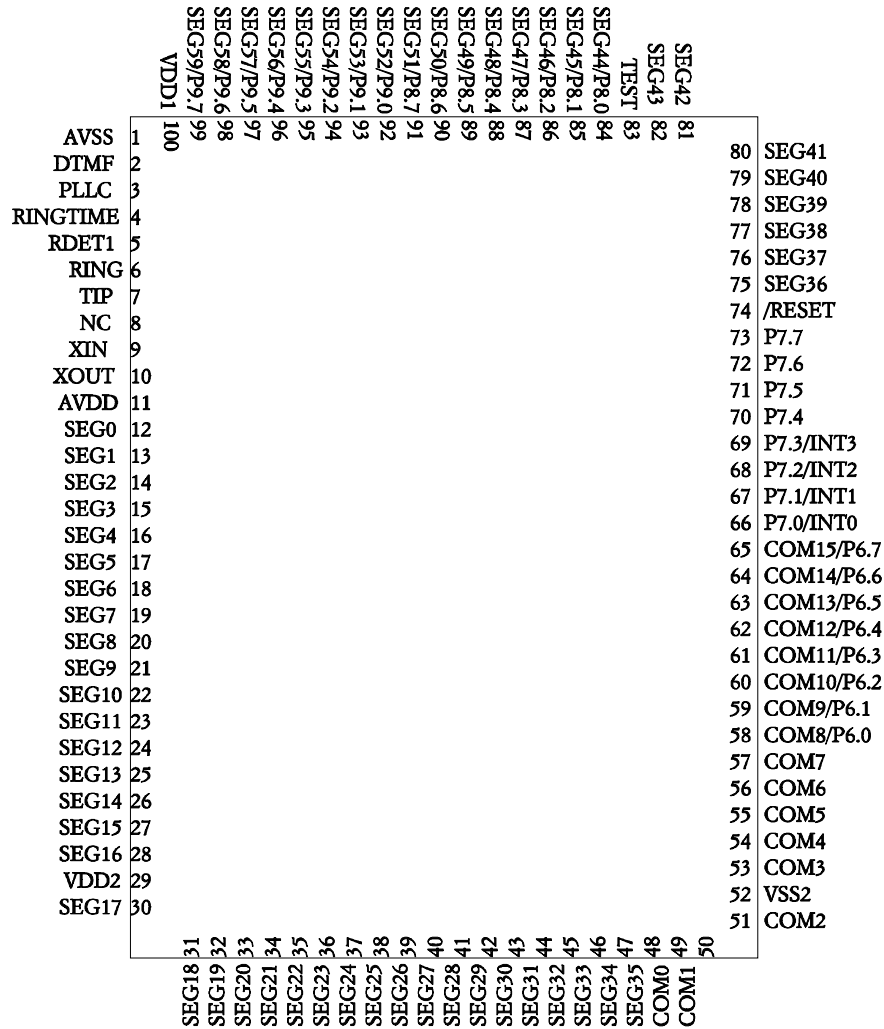 VDD1 100
SEG59/P9.7 99
SEG58/P9.6 98
SEG57/P9.5 97
SEG56/P9.4 96
SEG55/P9.3 95
SEG54/P9.2 94
SEG53/P9.1 93
SEG52/P9.0 92
SEG51/P8.7 91
SEG50/P8.6 90
SEG49/P8.5 89
SEG48/P8.4 88
SEG47/P8.3 87
SEG46/P8.2 86
SEG45/P8.1 85
SEG44/P8.0 84
TEST 83
SEG43 82
SEG42 81
AVSS 1
DTMF 2
PLLC 3
RINGTIME 4
RDET1 5
RING 6
TIP 7
NC 8
XIN 9
XOUT 10
AVDD 11
SEG0 12
SEG1 13
SEG2 14
SEG3 15
SEG4 16
SEG5 17
SEG6 18
SEG7 19
SEG8 20
SEG9 21
SEG10 22
SEG11 23
SEG12 24
SEG13 25
SEG14 26
SEG15 27
SEG16 28
VDD2 29
SEG17 30
80 SEG41
79 SEG40
78 SEG39
77 SEG38
76 SEG37
75 SEG36
74 /RESET
73 P7.7
72 P7.6
71 P7.5
70 P7.4
69 P7.3/INT3
68 P7.2/INT2
67 P7.1/INT1
66 P7.0/INT0
65 COM15/P6.7
64 COM14/P6.6
63 COM13/P6.5
62 COM12/P6.4
61 COM11/P6.3
60 COM10/P6.2
59 COM9/P6.1
58 COM8/P6.0
57 COM7
56 COM6
55 COM5
54 COM4
53 COM3
52 VSS2
51 COM2
SEG18 31
SEG19 32
SEG20 33
SEG21 34
SEG22 35
SEG23 36
SEG24 37
SEG25 38
SEG26 39
SEG27 40
SEG28 41
SEG29 42
SEG30 43
SEG31 44
SEG32 45
SEG33 46
SEG34 47
SEG35 48
COM0 49
COM1 50